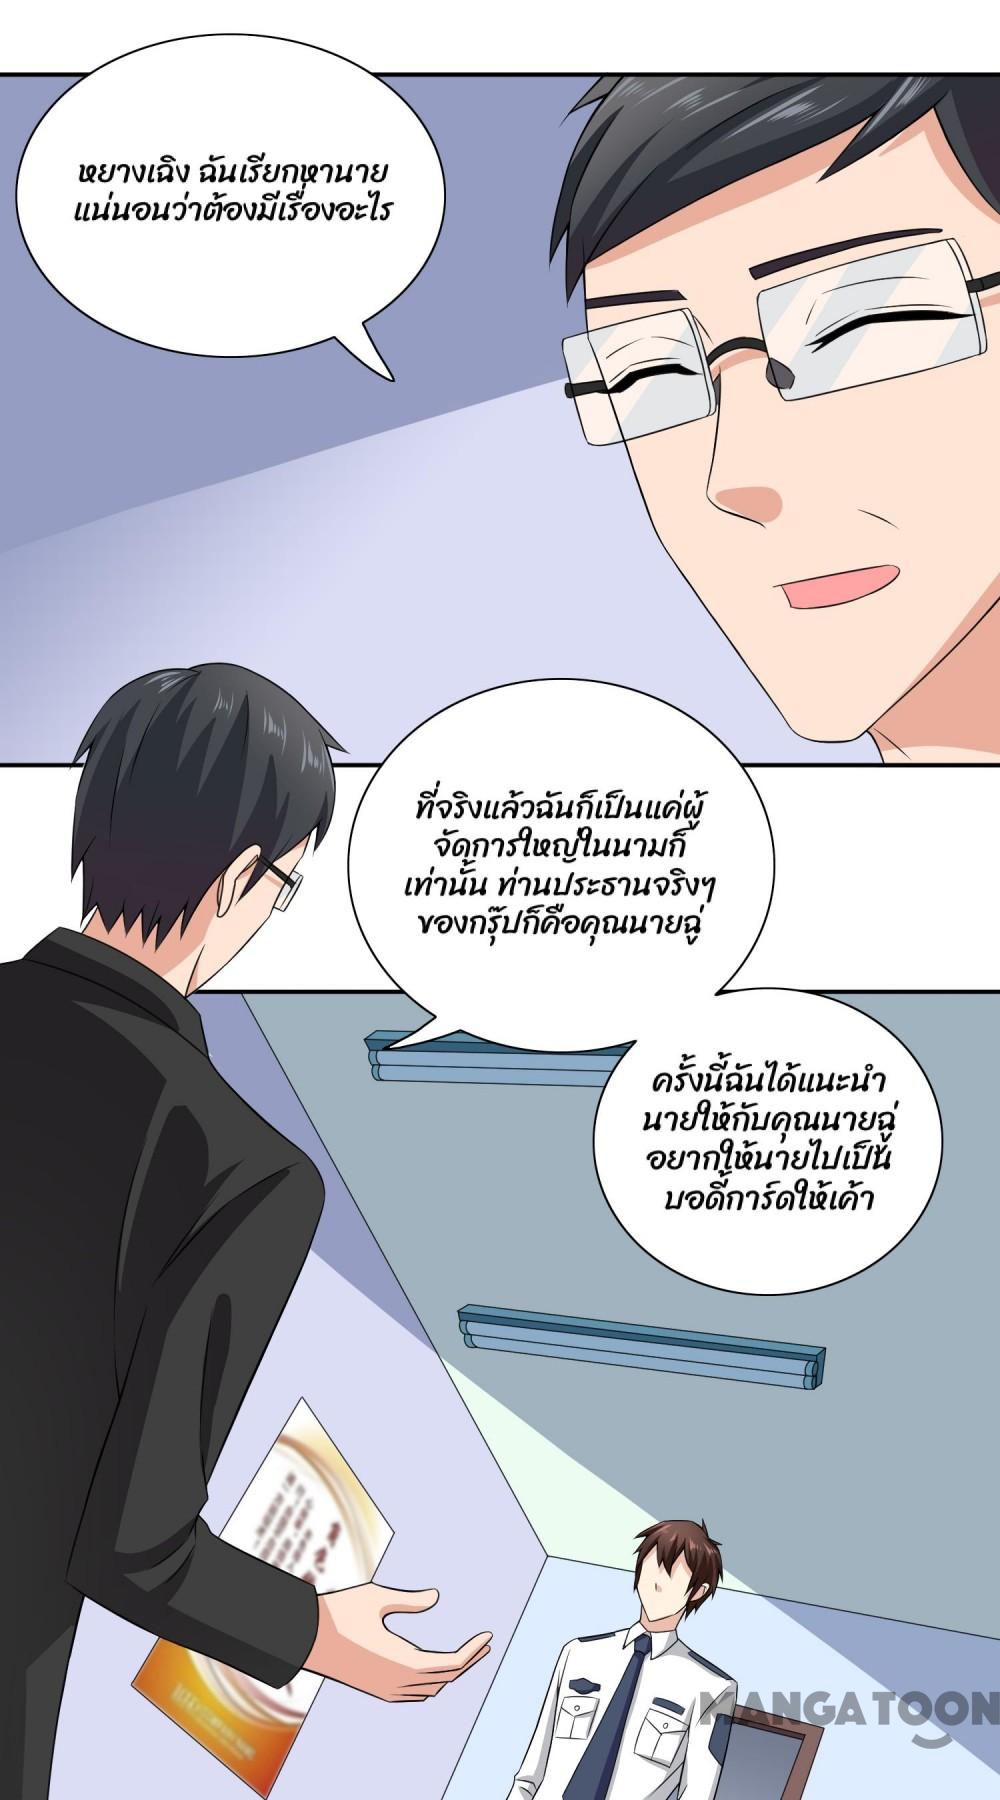 หยางเฉิง ฉันเรียกหานาย
แน่นอนว่าต้องมีเรื่องอะไร
ที่จริงแล้วฉันก็เป็นแค่ผู้
จัดการใหญ่ในนามก็
เท่านั้น ท่านประธานจริงๆ
ของกรุ๊ปก็คือคุณนายฉู่
ครั้งนี้ฉันได้แนะนำ
นายให้กับคุณนายฉู่
อยากให้นายไปเป็น
บอดี้การ์ดให้เค้า
MANGATOON